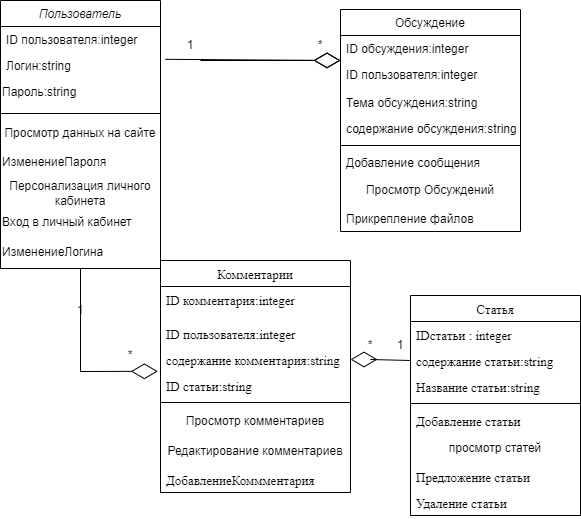 Пользователь
ID пользователя:integer
Логин:string
Пароль:string
Просмотр данных на сайте
ИзменениеПароля
Персонализация личного
кабинета
Вход в личный кабинет
ИзменениеЛогина
1
*
Обсуждение
ID обсуждения:integer
ID пользователя:integer
Тема обсуждения:string
содержание обсуждения:string
Добавление сообщения
Просмотр Обсуждений
Прикрепление файлов
1
*
Комментарии
ID комментария:integer
ID пользователя:integer
содержание комментария:string
ID статьи:string
Просмотр комментариев
Редактирование комментариев
ДобавлениеКоммментария
*
1
Статья
IDстатьи : integer
содержание статьи:string
Название статьи:string
Добавление статьи
просмотр статей
Предложение статьи
Удаление статьи